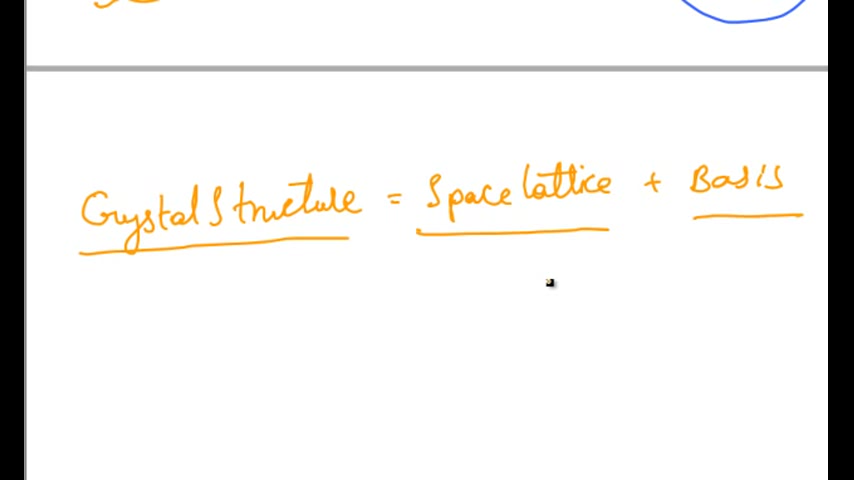 Crystal Structure = Space lattice + Basis